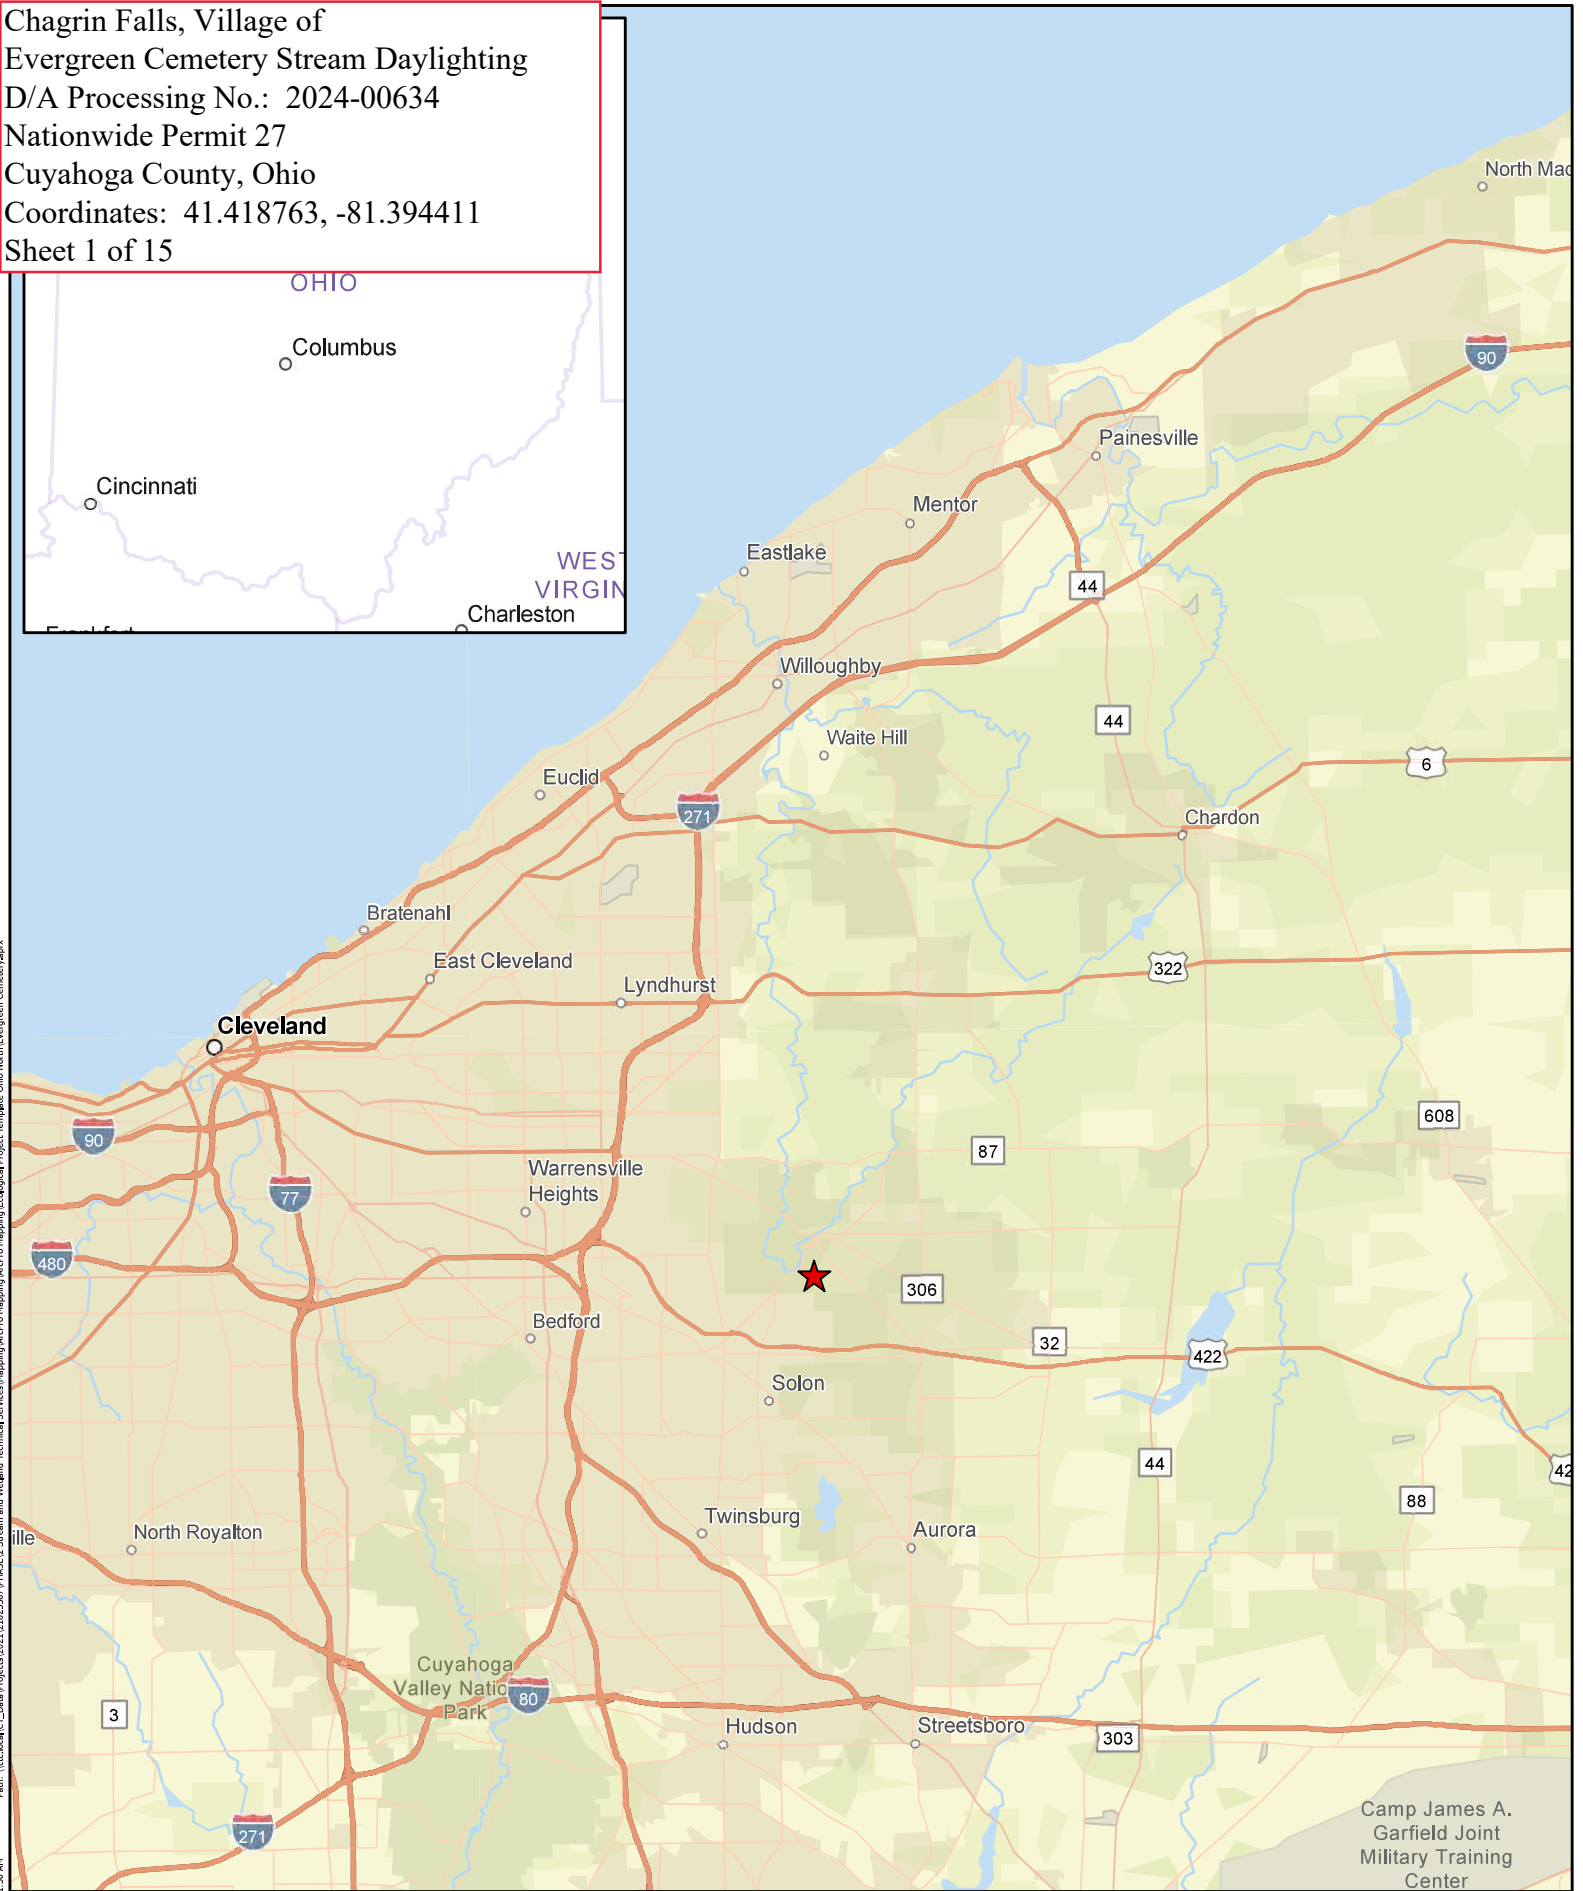 Chagrin Falls, Village of
Evergreen Cemetery Stream Daylighting
D/A Processing No.: 2024-00634
Nationwide Permit 27
Cuyahoga County, Ohio
Coordinates: 41.418763, -81.394411
Sheet 1 of 15
OHIO
Columbus
Cincinnati
WEST
VIRGIN
Charleston
North Mad
90
Painesville
Mentor
Eastlake
44
Willoughby
44
Waite Hill
6
Euclid
271
Chardon
Bratenahl
East Cleveland
322
Lyndhurst
Cleveland
90
608
87
Warrensville
Heights
77
480
306
Bedford
32
422
Solon
44
42
88
Twinsburg
Aurora
ille
North Royalton
Cuyahoga
Valley Natio
Park
80
3
Hudson
Streetsboro
303
271
Camp James A.
Garfield Joint
Military Training
Center